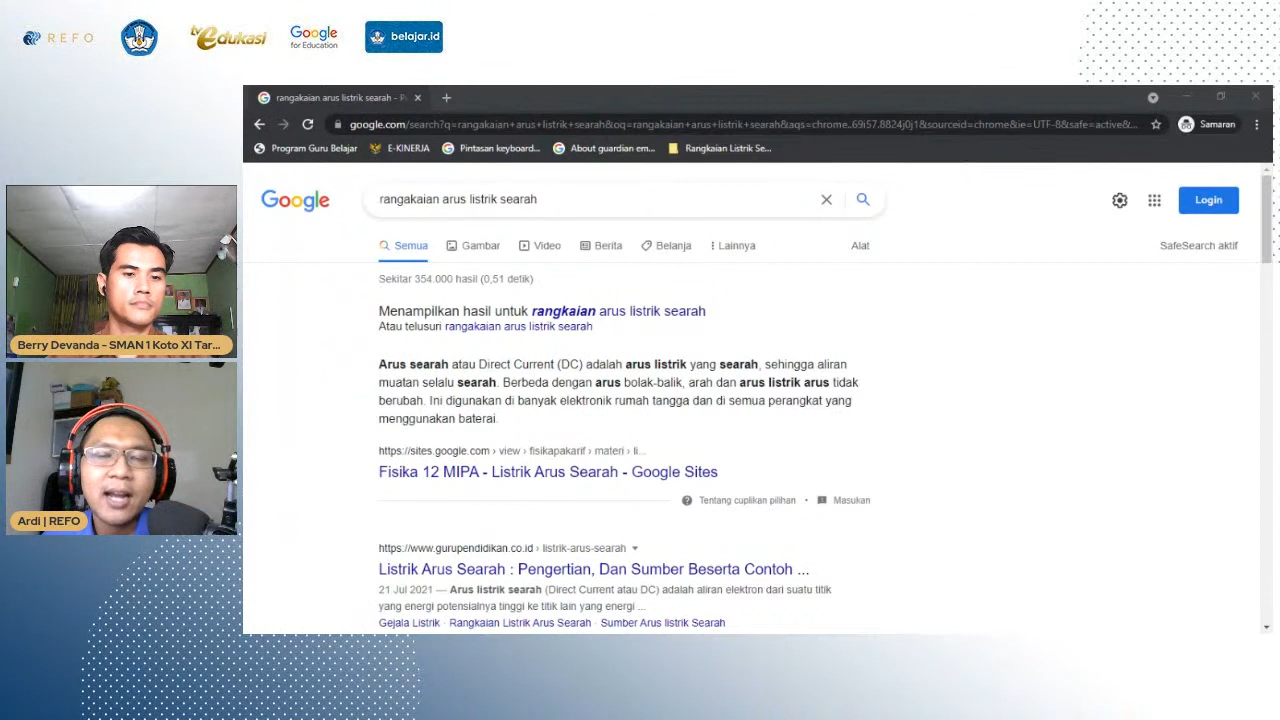 REFO
tv edukasi
Google
for Education
belajar.id
rangakaian arus listrik searah - P
google.com/search?q=rangakaian+arus+listrik+searah&oq=rangakaian+arus+listrik+searah&aqs=chrome..69i57.8824j0j1&sourceid=chrome&ie=UTF-8&safe=active&...
Samaran
Program Guru Belajar
E-KINERJA
Pintasan keyboard...
About guardian em...
Rangkaian Listrik Se...
Google
rangakaian arus listrik searah
Login
Semua
Gambar
Video
Berita
Belanja
Lainnya
Alat
SafeSearch aktif
Sekitar 354.000 hasil (0,51 detik)
Menampilkan hasil untuk rangkaian arus listrik searah
Atau telusuri rangakaian arus listrik searah
Arus searah atau Direct Current (DC) adalah arus listrik yang searah, sehingga aliran
muatan selalu searah. Berbeda dengan arus bolak-balik, arah dan arus listrik arus tidak
berubah. Ini digunakan di banyak elektronik rumah tangga dan di semua perangkat yang
menggunakan baterai.
https://sites.google.com › view › fisikapakarif › materi › li...
Fisika 12 MIPA - Listrik Arus Searah - Google Sites
Tentang cuplikan pilihan • Masukan
https://www.gurupendidikan.co.id › listrik-arus-searah
Listrik Arus Searah : Pengertian, Dan Sumber Beserta Contoh ...
21 Jul 2021 — Arus listrik searah (Direct Current atau DC) adalah aliran elektron dari suatu titik
yang energi potensialnya tinggi ke titik lain yang energi ...
Gejala Listrik · Rangkaian Listrik Arus Searah · Sumber Arus listrik Searah
Berry Devanda - SMAN 1 Koto XI Tar...
Ardi | REFO